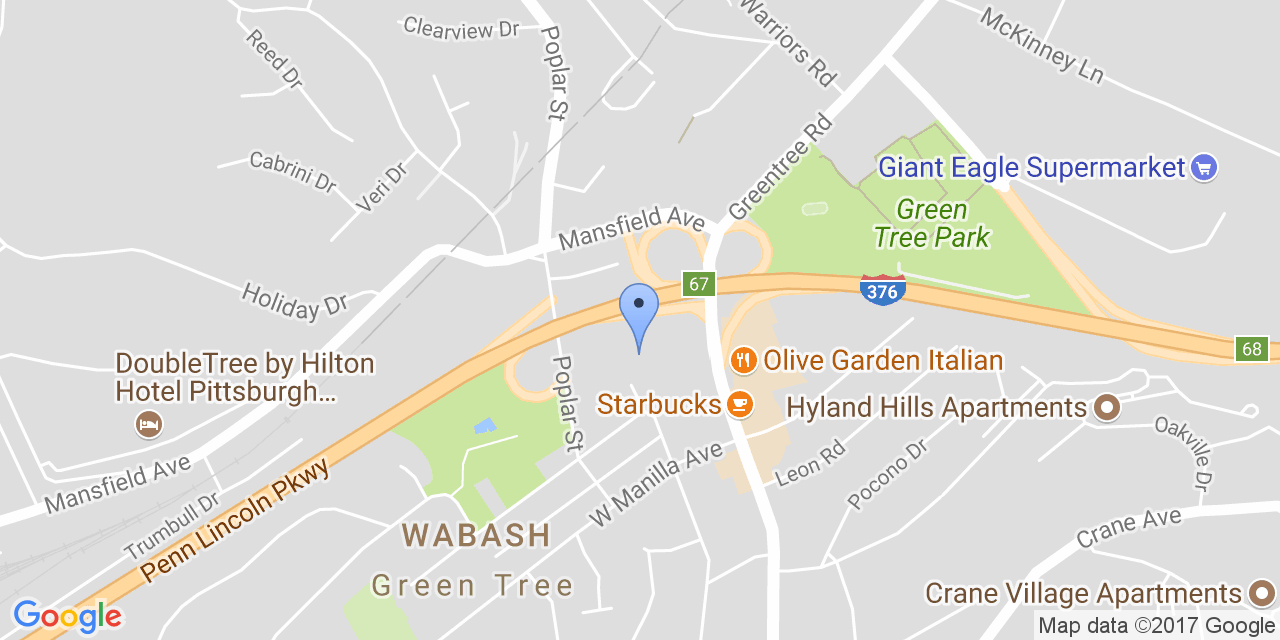 Clearview Dr
Reed Dr
Poplar St
Warriors Rd
McKinney Ln
Cabrini Dr
Veri Dr
Greentree Rd
Giant Eagle Supermarket
Mansfield Ave
Green
Tree Park
Holiday Dr
67
376
68
DoubleTree by Hilton
Hotel Pittsburgh...
Olive Garden Italian
Poplar St
Starbucks
Hyland Hills Apartments
Mansfield Ave
W Manilla Ave
Leon Rd
Pocono Dr
Oakville Dr
Trumbull Dr
Penn Lincoln Pkwy
WABASH
Green Tree
Crane Ave
Crane Village Apartments
Google
Map data ©2017 Google